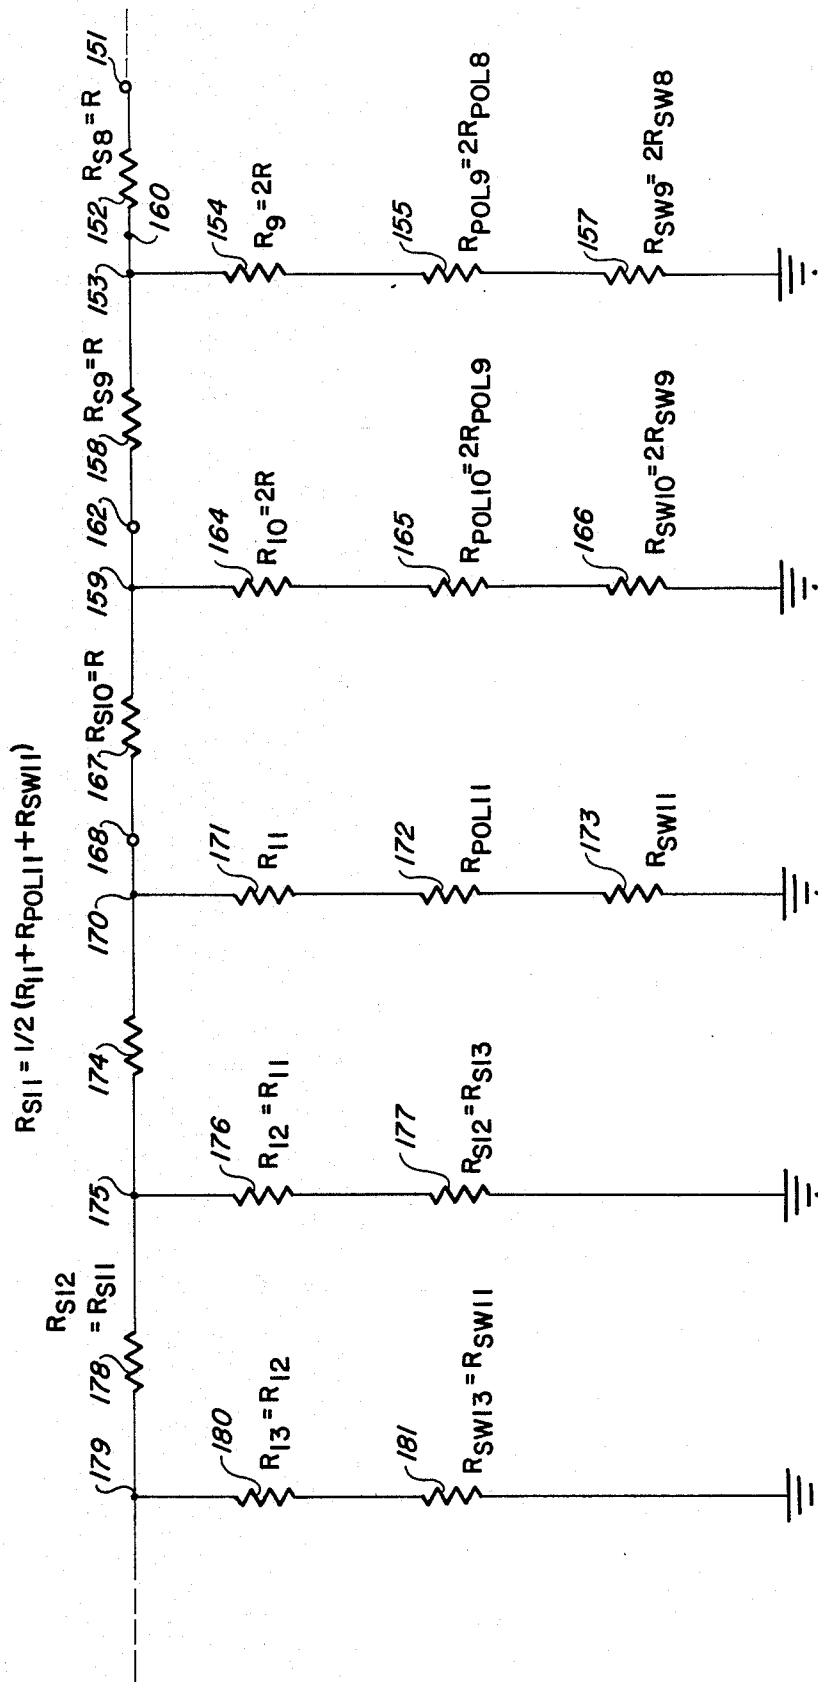 R_S11 = 1/2 (R_11 + R_POL11 + R_SW11)
R_S12
= R_S11
179
178
175
174
170
168
167
R_S10 = R
159
162
158
R_S9 = R
153
160
152
R_S8 = R
151
180
R_13 = R_12
176
R_12 = R_11
171
R_11
164
R_10 = 2R
154
R_9 = 2R
181
R_SW13 = R_SW11
177
R_S12 = R_S13
172
R_POL11
165
R_POL10 = 2R_POL9
155
R_POL9 = 2R_POL8
173
R_SW11
166
R_SW10 = 2R_SW9
157
R_SW9 = 2R_SW8